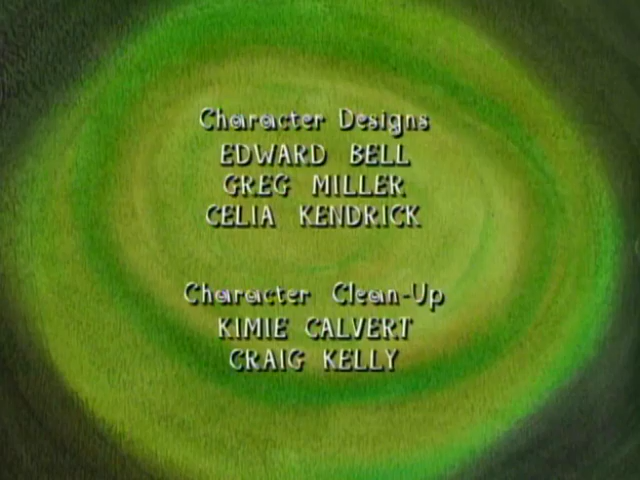 Character Designs
EDWARD BELL
GREG MILLER
CELIA KENDRICK
Character Clean-Up
KIMIE CALVERT
CRAIG KELLY